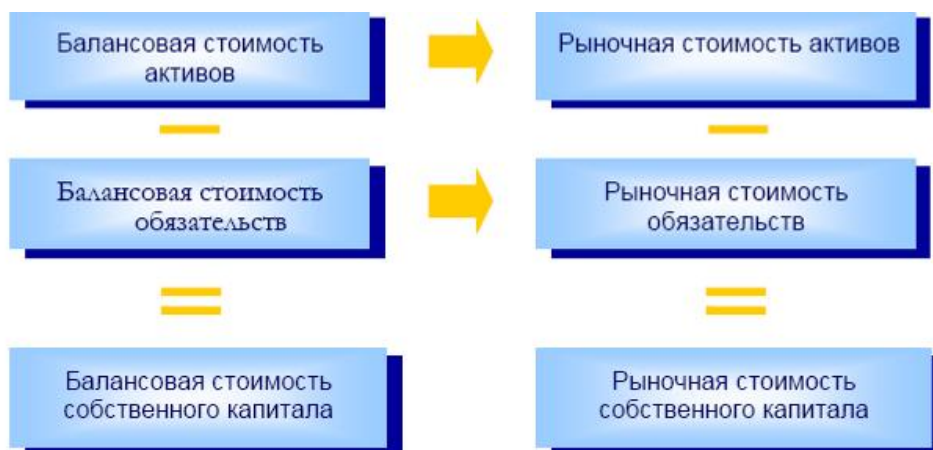 Балансовая стоимость
активов
Рыночная стоимость активов
Балансовая стоимость
обязательств
Рыночная стоимость
обязательств
Балансовая стоимость
собственного капитала
Рыночная стоимость
собственного капитала